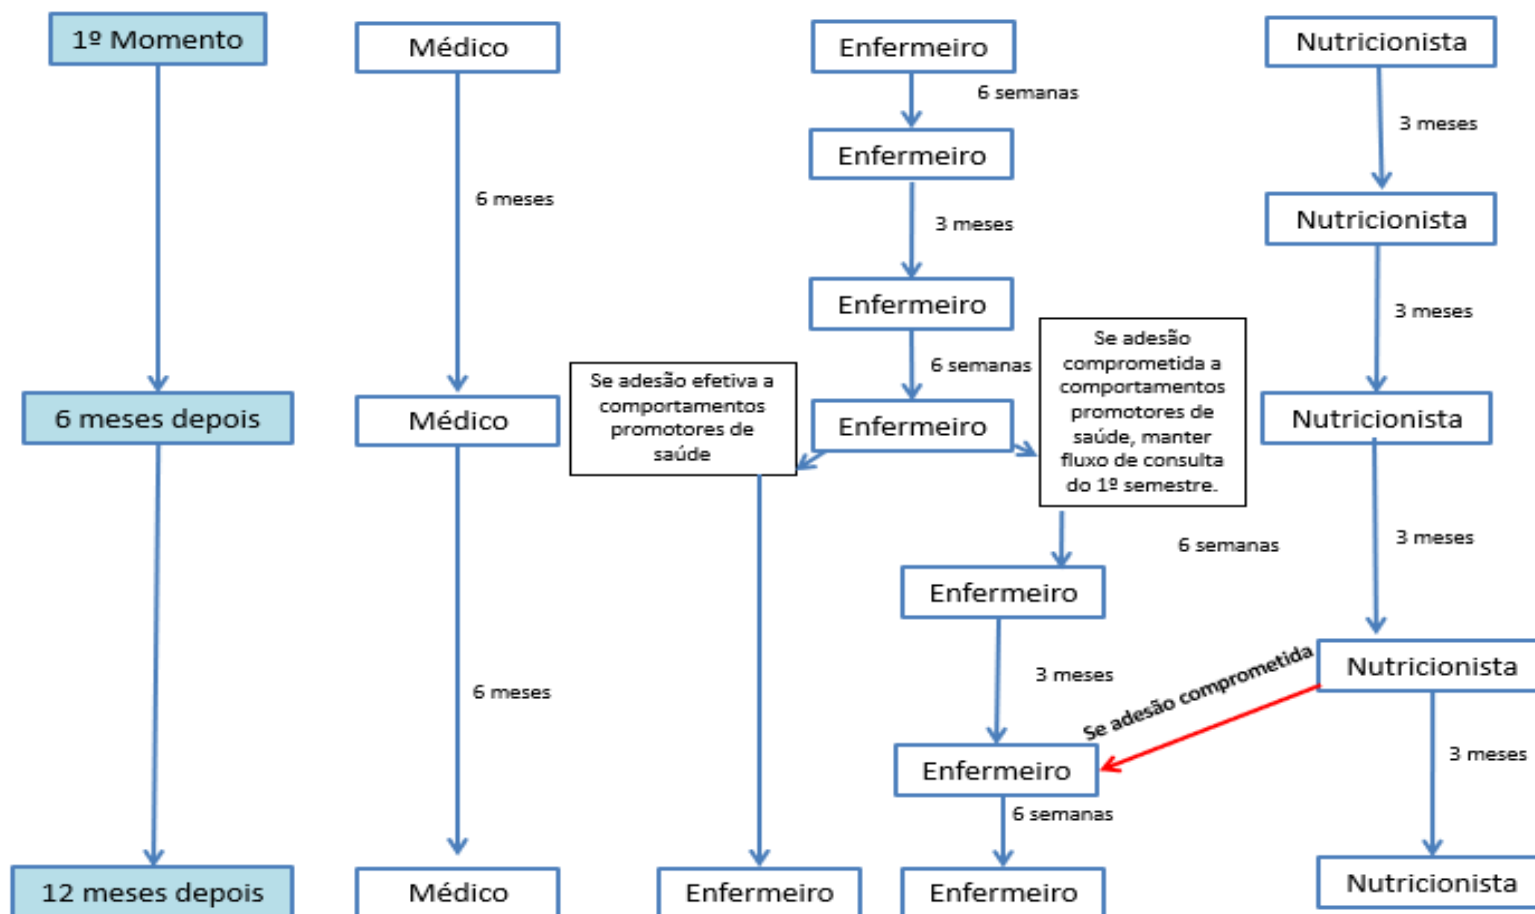 1º Momento
Médico
Enfermeiro
Nutricionista
6 semanas
3 meses
Enfermeiro
6 meses
Nutricionista
3 meses
Enfermeiro
3 meses
Se adesão
comprometida a
comportamentos
promotores de
saúde, manter
fluxo de consulta
do 1º semestre.
6 semanas
Se adesão efetiva a
comportamentos
promotores de
saúde
6 meses depois
Médico
Enfermeiro
Nutricionista
6 semanas
3 meses
Enfermeiro
Se adesão comprometida
Nutricionista
3 meses
6 meses
Enfermeiro
3 meses
6 semanas
12 meses depois
Médico
Enfermeiro
Enfermeiro
Nutricionista